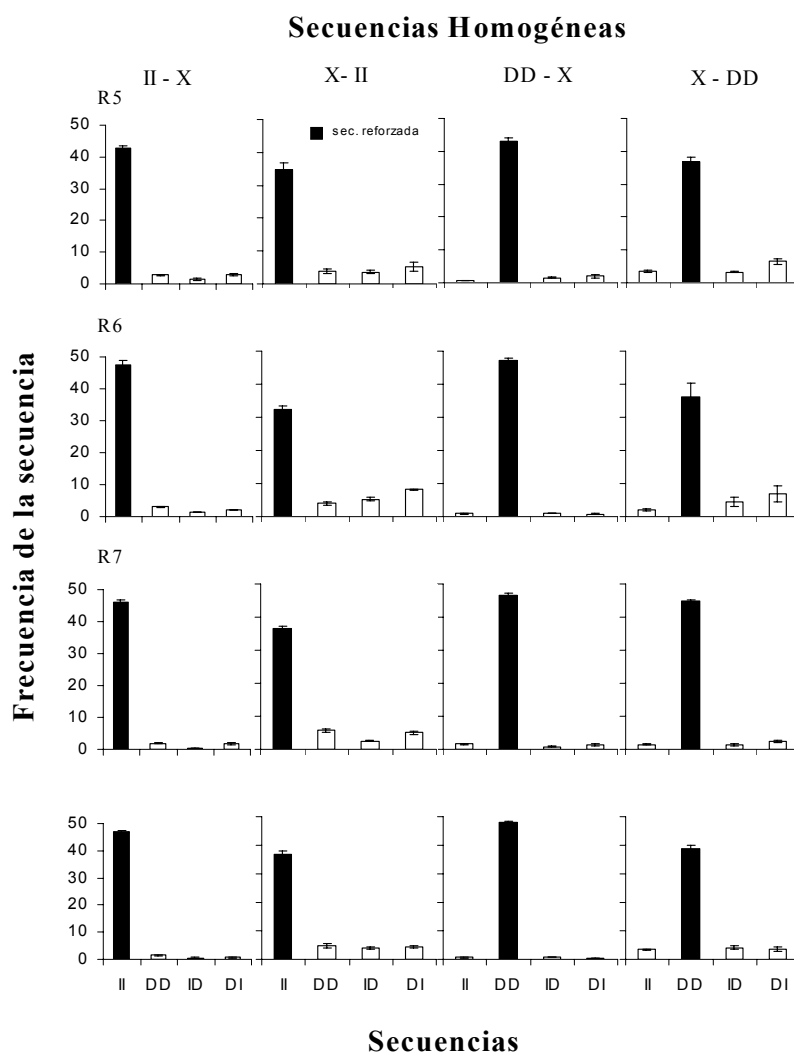 Secuencias Homogéneas
II - X X- II DD - X X - DD
R5
sec. reforzada
50
40
30
20
10
0
R6
50
40
30
20
10
0
R7
50
40
30
20
10
0
50
40
30
20
10
0
Frecuencia de la secuencia
II DD ID DI II DD ID DI II DD ID DI II DD ID DI
Secuencias